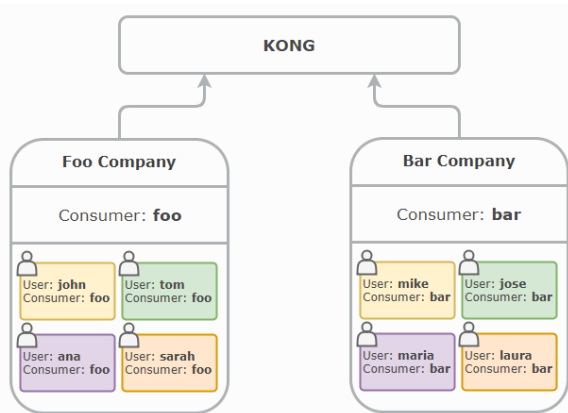 KONG
Foo Company
Consumer: foo
User: john
Consumer: foo
User: tom
Consumer: foo
User: ana
Consumer: foo
User: sarah
Consumer: foo
Bar Company
Consumer: bar
User: mike
Consumer: bar
User: jose
Consumer: bar
User: maria
Consumer: bar
User: laura
Consumer: bar